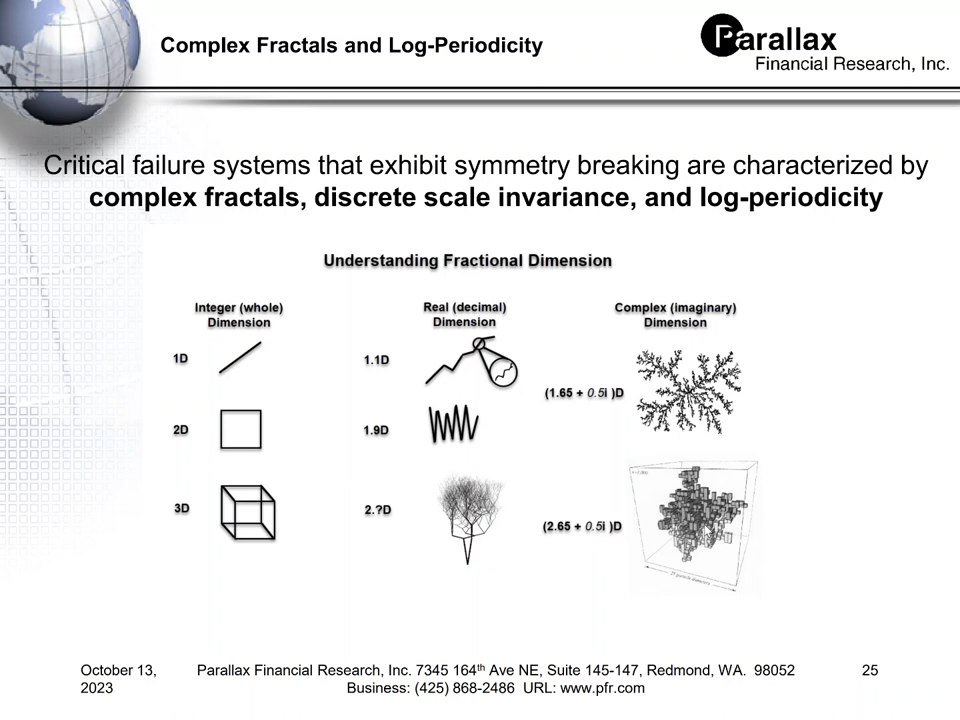 Complex Fractals and Log-Periodicity
Parallax
Financial Research, Inc.
Critical failure systems that exhibit symmetry breaking are characterized by
complex fractals, discrete scale invariance, and log-periodicity
Understanding Fractional Dimension
Integer (whole)
Dimension
Real (decimal)
Dimension
Complex (imaginary)
Dimension
1D
1.1D
(1.65 + 0.5i )D
2D
1.9D
3D
2.?D
(2.65 + 0.5i )D
October 13,
2023
Parallax Financial Research, Inc. 7345 164th Ave NE, Suite 145-147, Redmond, WA. 98052
Business: (425) 868-2486 URL: www.pfr.com
25